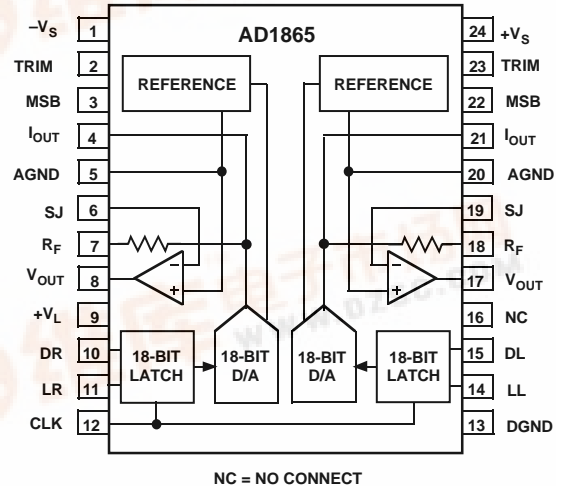 AD1865
–VS 1
TRIM 2
MSB 3
IOUT 4
AGND 5
SJ 6
RF 7
VOUT 8
+VL 9
DR 10
LR 11
CLK 12
24 +VS
23 TRIM
22 MSB
21 IOUT
20 AGND
19 SJ
18 RF
17 VOUT
16 NC
15 DL
14 LL
13 DGND
REFERENCE
REFERENCE
–
+
–
+
18-BIT
LATCH
18-BIT
D/A
18-BIT
D/A
18-BIT
LATCH
NC = NO CONNECT